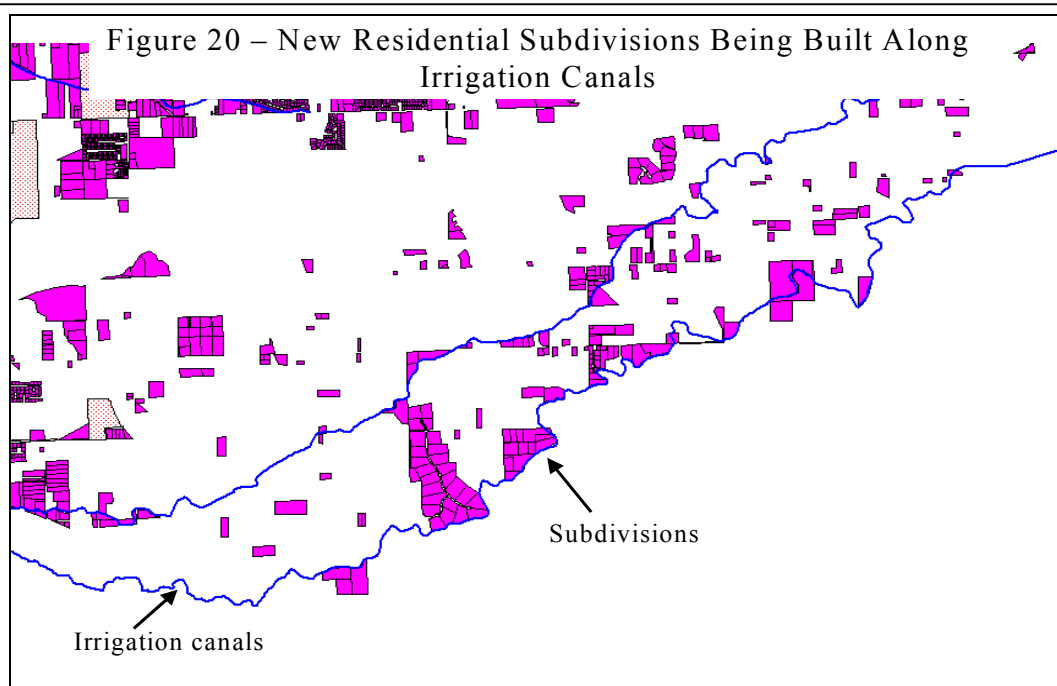 Figure 20 – New Residential Subdivisions Being Built Along
Irrigation Canals
Subdivisions
Irrigation canals